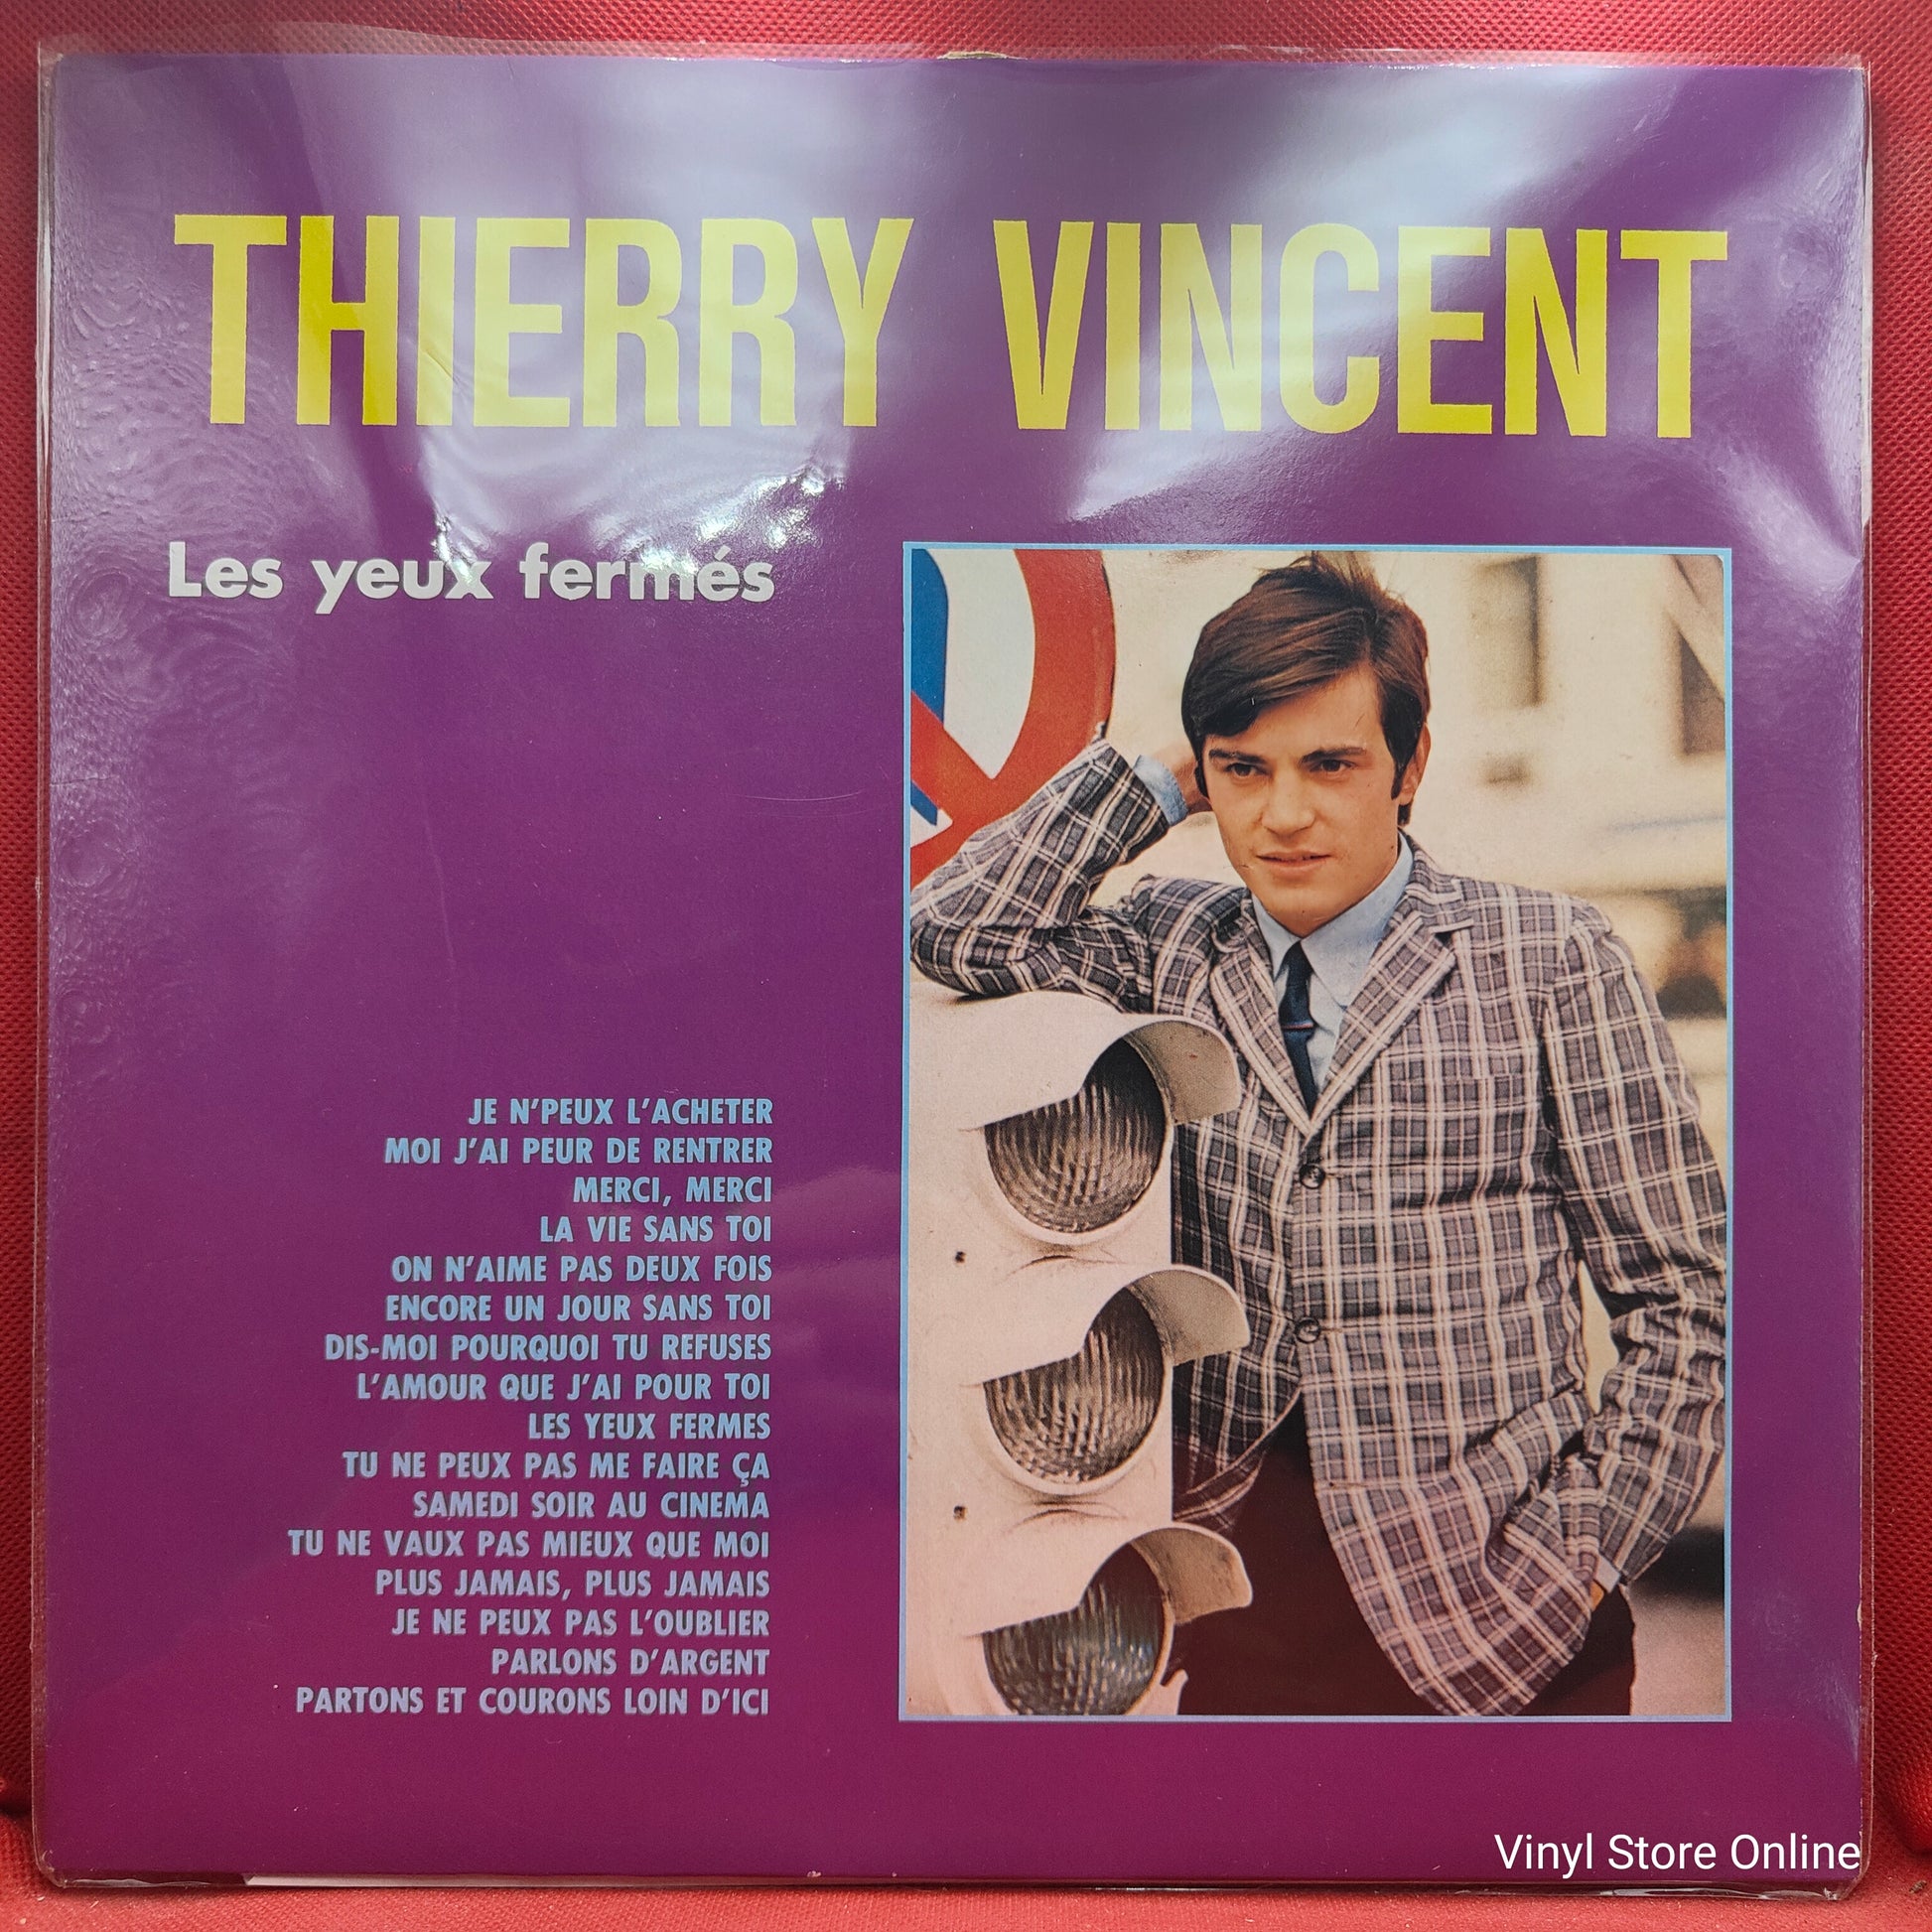 THIERRY VINCENT
Les yeux fermés
JE N'PEUX L'ACHETER
MOI J'AI PEUR DE RENTRER
MERCI, MERCI
LA VIE SANS TOI
ON N'AIME PAS DEUX FOIS
ENCORE UN JOUR SANS TOI
DIS-MOI POURQUOI TU REFUSES
L'AMOUR QUE J'AI POUR TOI
LES YEUX FERMES
TU NE PEUX PAS ME FAIRE ÇA
SAMEDI SOIR AU CINEMA
TU NE VAUX PAS MIEUX QUE MOI
PLUS JAMAIS, PLUS JAMAIS
JE NE PEUX PAS L'OUBLIER
PARLONS D'ARGENT
PARTONS ET COURONS LOIN D'ICI
Vinyl Store Online